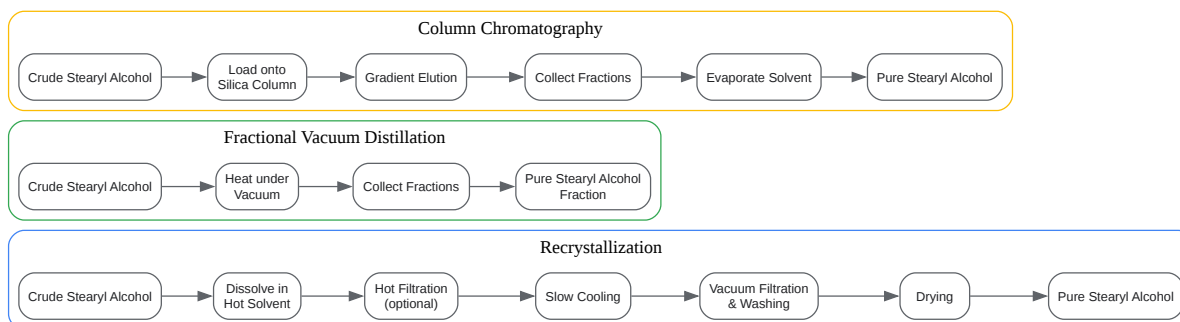 Column Chromatography
Crude Stearyl Alcohol
Load onto
Silica Column
Gradient Elution
Collect Fractions
Evaporate Solvent
Pure Stearyl Alcohol
Fractional Vacuum Distillation
Crude Stearyl Alcohol
Heat under
Vacuum
Collect Fractions
Pure Stearyl Alcohol
Fraction
Recrystallization
Crude Stearyl Alcohol
Dissolve in
Hot Solvent
Hot Filtration
(optional)
Slow Cooling
Vacuum Filtration
& Washing
Drying
Pure Stearyl Alcohol